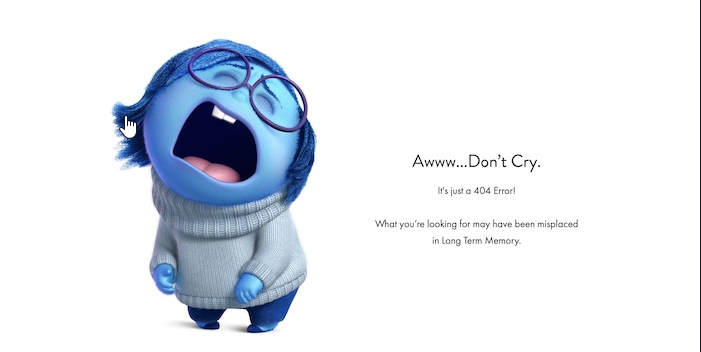 Awww...Don't Cry.
It's just a 404 Error!
What you're looking for may have been misplaced
in Long Term Memory.